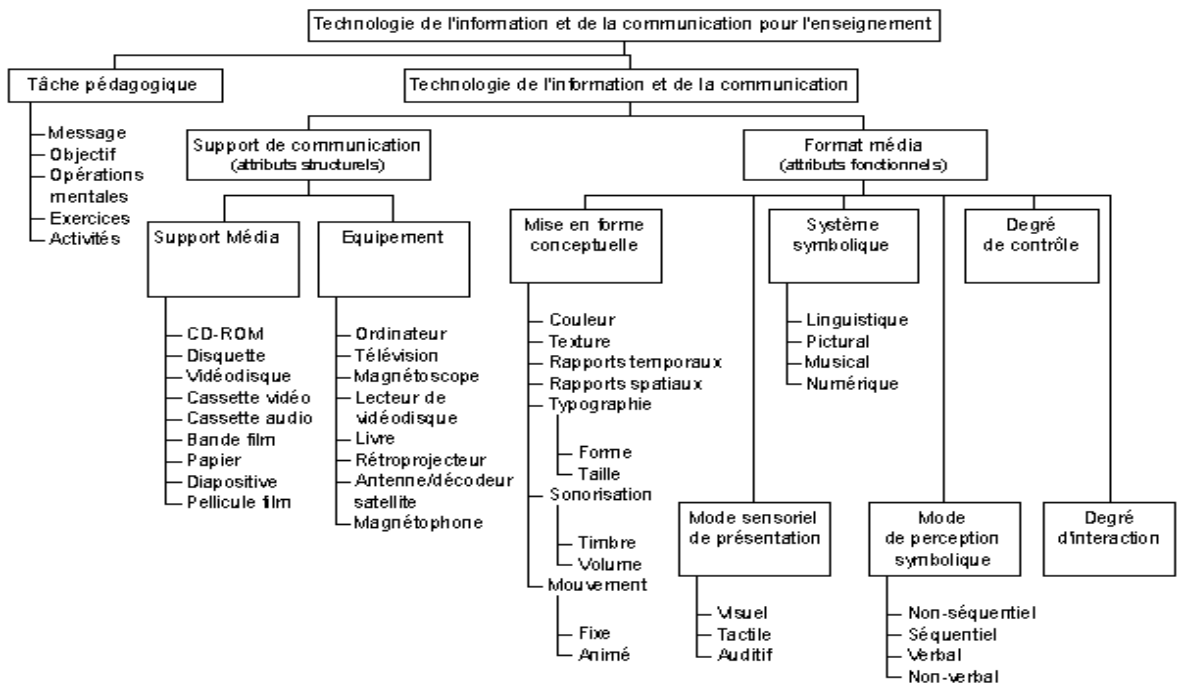 Technologie de l'information et de la communication pour l'enseignement
Tâche pédagogique
Technologie de l'information et de la communication
Message
Objectif
Opérations
mentales
Exercices
Activités
Support de communication
(attributs structurels)
Format média
(attributs fonctionnels)
Support Média
CD-ROM
Disquette
Vidéodisque
Cassette vidéo
Cassette audio
Bande film
Papier
Diapositive
Pellicule film
Equipement
Ordinateur
Télévision
Magnétoscope
Lecteur de
vidéodisque
Livre
Rétroprojecteur
Antenne/décodeur
satellite
Magnétophone
Mise en forme
conceptuelle
Couleur
Texture
Rapports temporaux
Rapports spatiaux
Typographie
Forme
Taille
Sonorisation
Timbre
Volume
Mouvement
Fixe
Animé
Système
symbolique
Linguistique
Pictural
Musical
Numérique
Degré
de contrôle
Mode sensoriel
de présentation
Visuel
Tactile
Auditif
Mode
de perception
symbolique
Non-séquentiel
Séquentiel
Verbal
Non-verbal
Degré
d'interaction